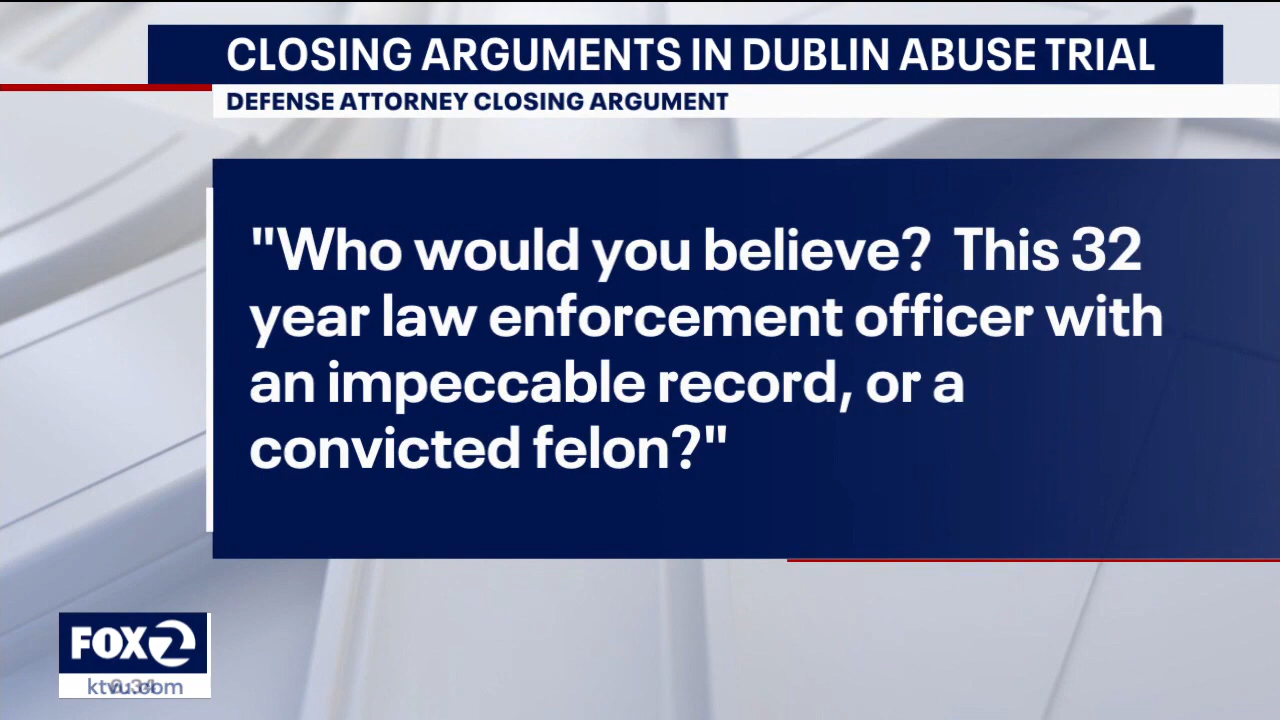 CLOSING ARGUMENTS IN DUBLIN ABUSE TRIAL
DEFENSE ATTORNEY CLOSING ARGUMENT
"Who would you believe?  This 32
year law enforcement officer with
an impeccable record, or a
convicted felon?"
FOX 2